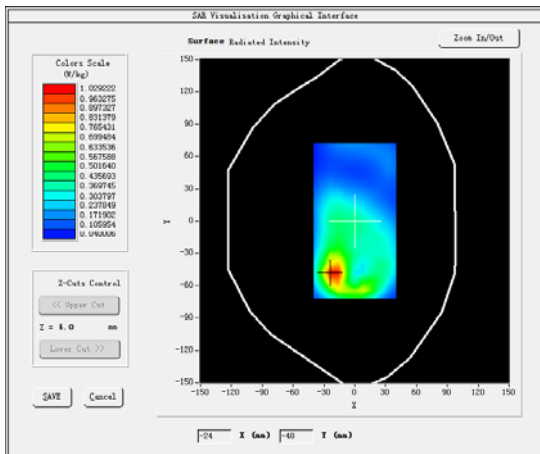 SAR Visualisation Graphical Interface
Surface Radiated Intensity
Zoom In/Out
Colors Scale
(W/kg)
1.029222
0.963275
0.897327
0.831379
0.765431
0.699484
0.633536
0.567588
0.501640
0.435693
0.369745
0.303797
0.237849
0.171902
0.105954
0.040006
Z-Cuts Control
<< Upper Cut
Z = 4.0 mm
Lower Cut >>
SAVE Cancel
150
120
90
60
30
0
-30
-60
-90
-120
-150
Y
-150 -120 -90 -60 -30 0 30 60 90 120 150
X
-24 X (mm) -48 Y (mm)